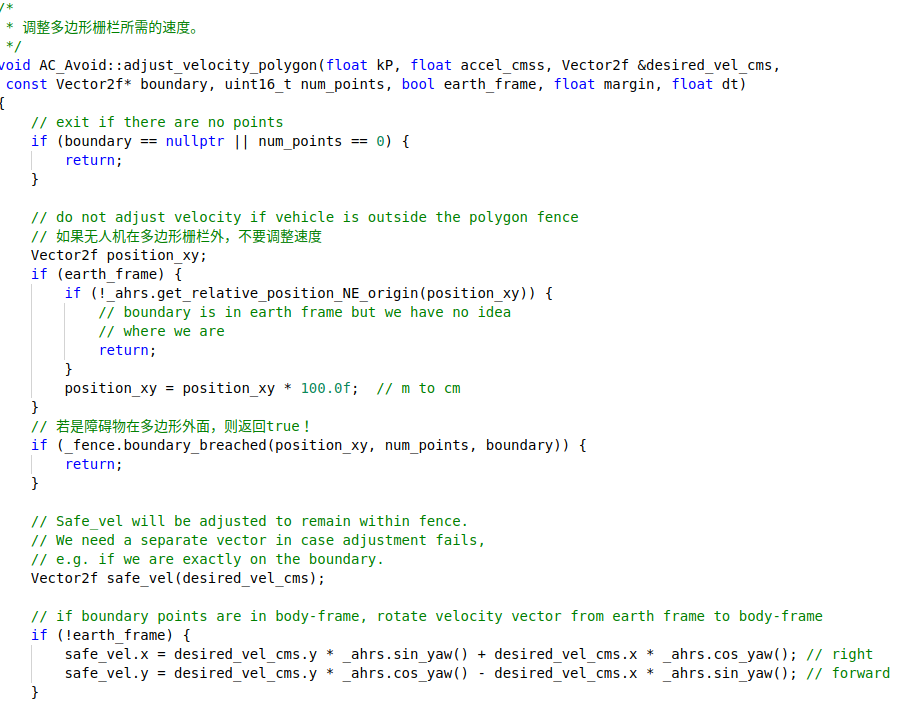 /*
 * 调整多边形栅栏所需的速度。
 */
void AC_Avoid::adjust_velocity_polygon(float kP, float accel_cmss, Vector2f &desired_vel_cms,
 const Vector2f* boundary, uint16_t num_points, bool earth_frame, float margin, float dt)
{
    // exit if there are no points
    if (boundary == nullptr || num_points == 0) {
        return;
    }

    // do not adjust velocity if vehicle is outside the polygon fence
    // 如果无人机在多边形栅栏外，不要调整速度
    Vector2f position_xy;
    if (earth_frame) {
        if (!_ahrs.get_relative_position_NE_origin(position_xy)) {
            // boundary is in earth frame but we have no idea
            // where we are
            return;
        }
        position_xy = position_xy * 100.0f;  // m to cm
    }
    // 若是障碍物在多边形外面，则返回true！
    if (_fence.boundary_breached(position_xy, num_points, boundary)) {
        return;
    }

    // Safe_vel will be adjusted to remain within fence.
    // We need a separate vector in case adjustment fails,
    // e.g. if we are exactly on the boundary.
    Vector2f safe_vel(desired_vel_cms);

    // if boundary points are in body-frame, rotate velocity vector from earth frame to body-frame
    if (!earth_frame) {
        safe_vel.x = desired_vel_cms.y * _ahrs.sin_yaw() + desired_vel_cms.x * _ahrs.cos_yaw(); // right
        safe_vel.y = desired_vel_cms.y * _ahrs.cos_yaw() - desired_vel_cms.x * _ahrs.sin_yaw(); // forward
    }